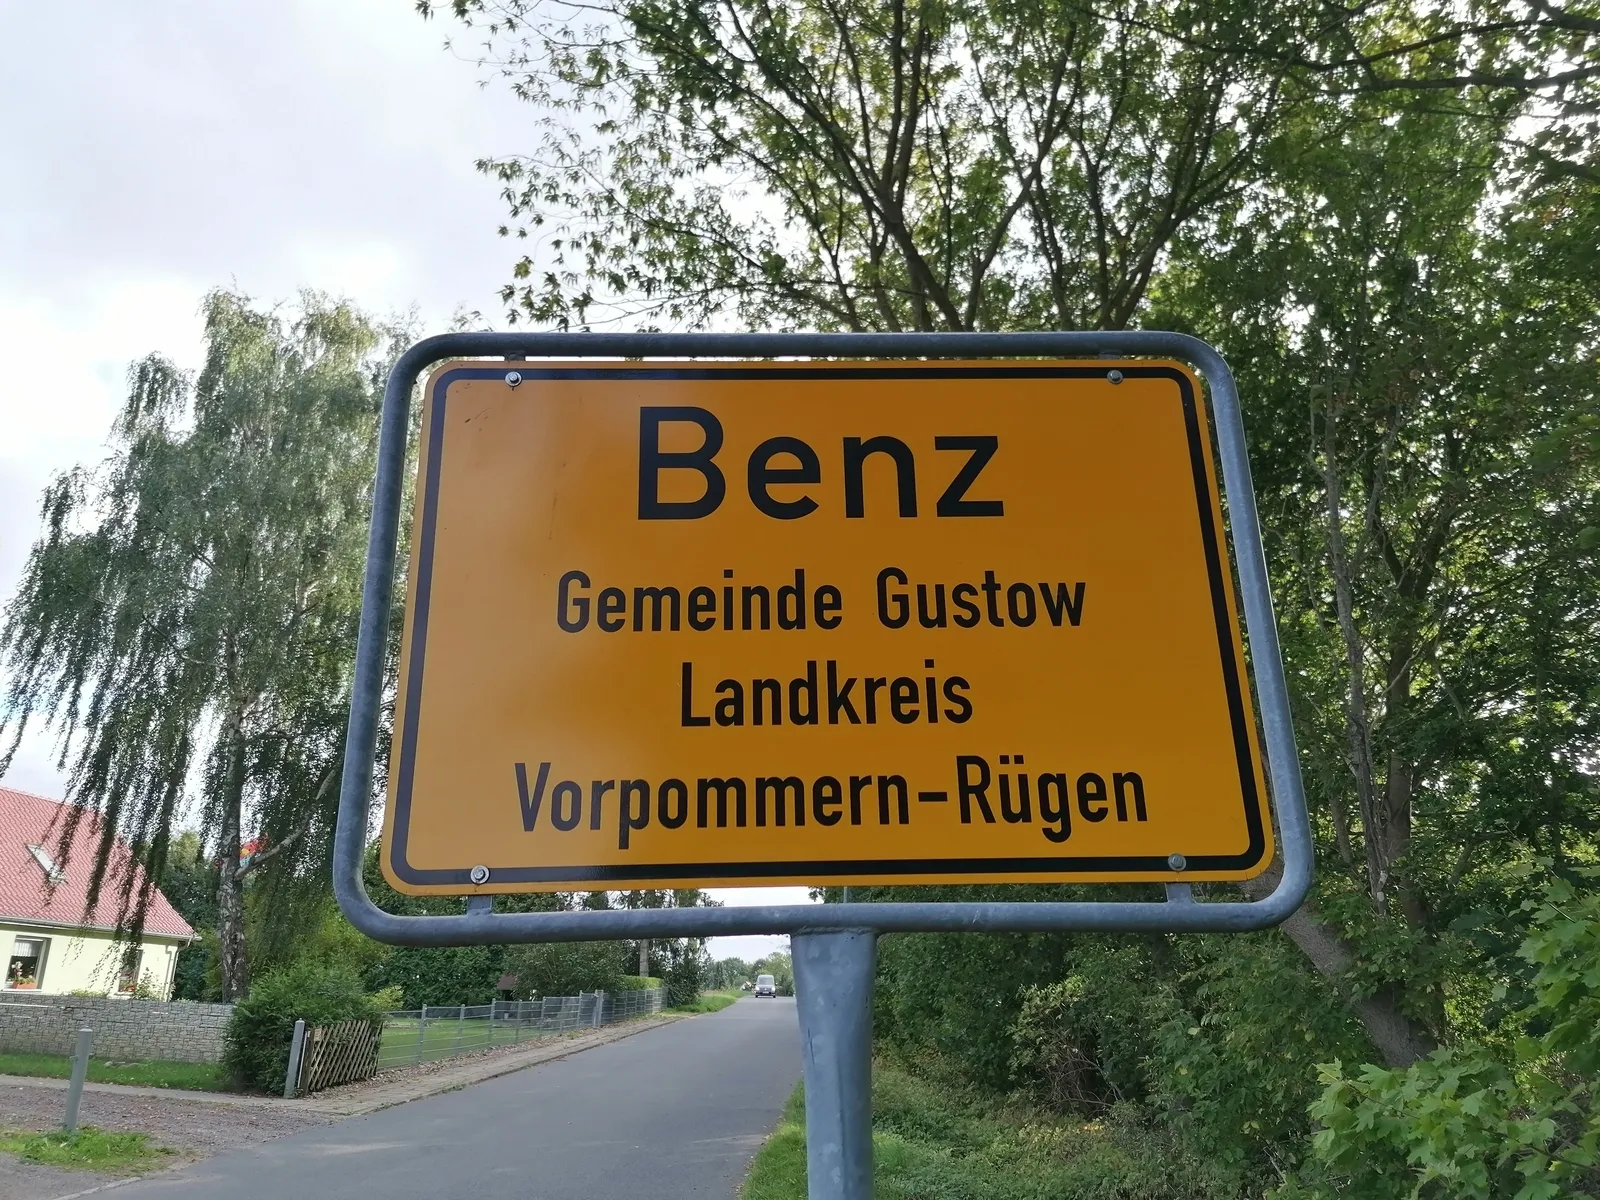 Benz
Gemeinde Gustow
Landkreis
Vorpommern-Rügen